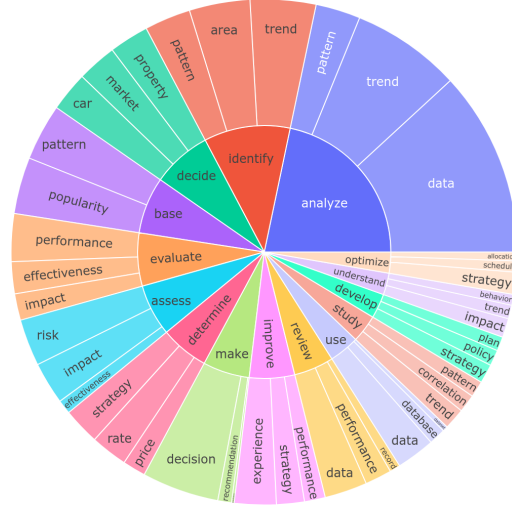 analyze
data
trend
pattern
identify
trend
area
pattern
decide
property
market
car
base
pattern
popularity
evaluate
performance
effectiveness
impact
assess
risk
impact
effectiveness
determine
strategy
rate
price
make
decision
recommendation
improve
experience
strategy
performance
review
data
performance
record
use
data
database
study
trend
correlation
pattern
develop
strategy
policy
plan
understand
impact
trend
behavior
optimize
strategy
schedul
allocatio